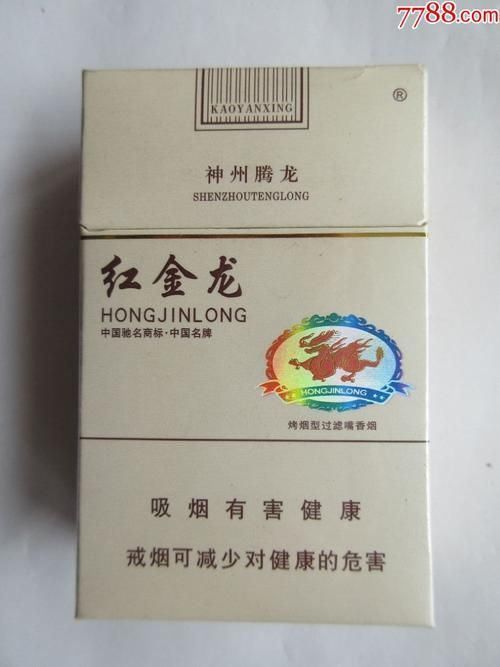 7788.com
KAOYANXING
®
神州腾龙
SHENZHOUTENGLONG
红金龙
HONGJINLONG
中国驰名商标·中国名牌
HONGJINLONG
烤烟型过滤嘴香烟
吸烟有害健康
戒烟可减少对健康的危害